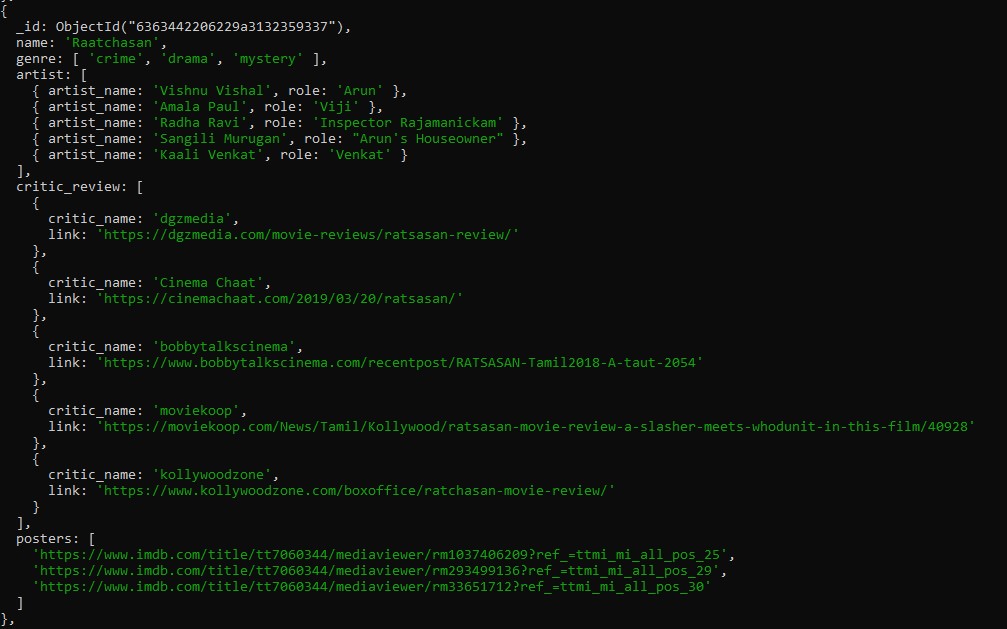 {
  _id: ObjectId("6363442206229a3132359337"),
  name: 'Raatchasan',
  genre: [ 'crime', 'drama', 'mystery' ],
  artist: [
    { artist_name: 'Vishnu Vishal', role: 'Arun' },
    { artist_name: 'Amala Paul', role: 'Viji' },
    { artist_name: 'Radha Ravi', role: 'Inspector Rajamanickam' },
    { artist_name: 'Sangili Murugan', role: "Arun's Houseowner" },
    { artist_name: 'Kaali Venkat', role: 'Venkat' }
  ],
  critic_review: [
    {
      critic_name: 'dgzmedia',
      link: 'https://dgzmedia.com/movie-reviews/ratsasan-review/'
    },
    {
      critic_name: 'Cinema Chaat',
      link: 'https://cinemachaat.com/2019/03/20/ratsasan/'
    },
    {
      critic_name: 'bobbytalkscinema',
      link: 'https://www.bobbytalkscinema.com/recentpost/RATSASAN-Tamil2018-A-taut-2054'
    },
    {
      critic_name: 'moviekoop',
      link: 'https://moviekoop.com/News/Tamil/Kollywood/ratsasan-movie-review-a-slasher-meets-whodunit-in-this-film/40928'
    },
    {
      critic_name: 'kollywoodzone',
      link: 'https://www.kollywoodzone.com/boxoffice/ratchasan-movie-review/'
    }
  ],
  posters: [
    'https://www.imdb.com/title/tt7060344/mediaviewer/rm1037406209?ref_=ttmi_mi_all_pos_25',
    'https://www.imdb.com/title/tt7060344/mediaviewer/rm293499136?ref_=ttmi_mi_all_pos_29',
    'https://www.imdb.com/title/tt7060344/mediaviewer/rm33651712?ref_=ttmi_mi_all_pos_30'
  ]
},